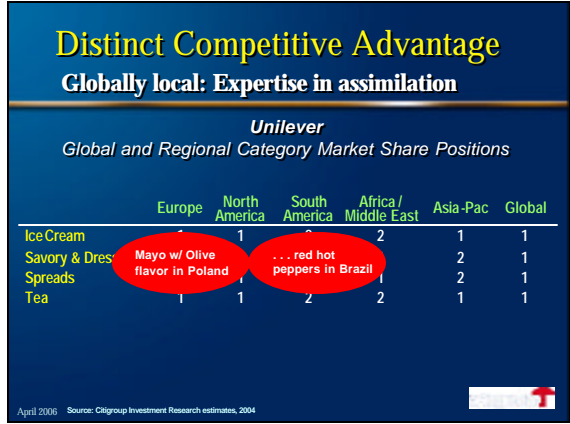 Distinct Competitive Advantage
Globally local: Expertise in assimilation
Unilever
Global and Regional Category Market Share Positions
Europe North America South America Africa / Middle East Asia-Pac Global
Ice Cream 1 2 1 1
Savory & Dres 2 1
Mayo w/ Olive flavor in Poland
. . . red hot peppers in Brazil
Spreads 1 1 2 1
Tea 1 1 2 2 1 1
April 2006 Source: Citigroup Investment Research estimates, 2004